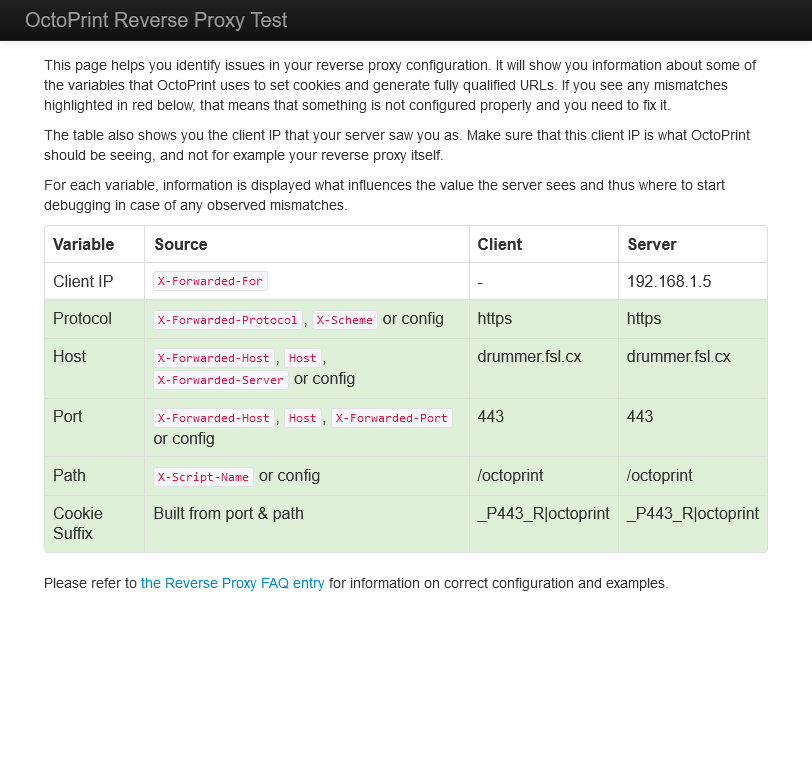 OctoPrint Reverse Proxy Test
This page helps you identify issues in your reverse proxy configuration. It will show you information about some of
the variables that OctoPrint uses to set cookies and generate fully qualified URLs. If you see any mismatches
highlighted in red below, that means that something is not configured properly and you need to fix it.
The table also shows you the client IP that your server saw you as. Make sure that this client IP is what OctoPrint
should be seeing, and not for example your reverse proxy itself.
For each variable, information is displayed what influences the value the server sees and thus where to start
debugging in case of any observed mismatches.
Variable Source Client Server
Client IP X-Forwarded-For - 192.168.1.5
Protocol X-Forwarded-Protocol, X-Scheme or config https https
Host X-Forwarded-Host, Host, drummer.fsl.cx drummer.fsl.cx
X-Forwarded-Server or config
Port X-Forwarded-Host, Host, X-Forwarded-Port 443 443
or config
Path X-Script-Name or config /octoprint /octoprint
Cookie Built from port & path _P443_R|octoprint _P443_R|octoprint
Suffix
Please refer to the Reverse Proxy FAQ entry for information on correct configuration and examples.